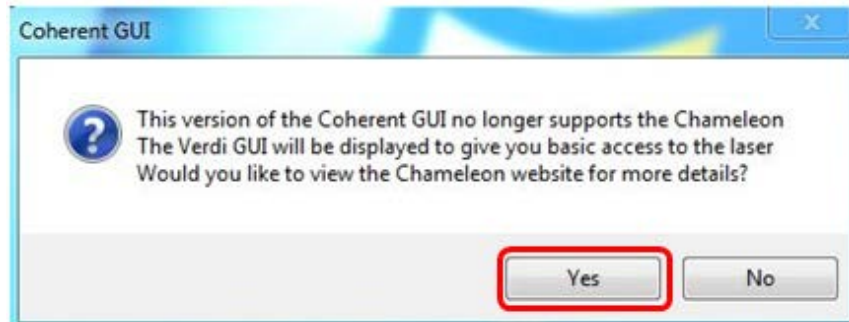 Coherent GUI
This version of the Coherent GUI no longer supports the Chameleon
The Verdi GUI will be displayed to give you basic access to the laser
Would you like to view the Chameleon website for more details?
Yes
No